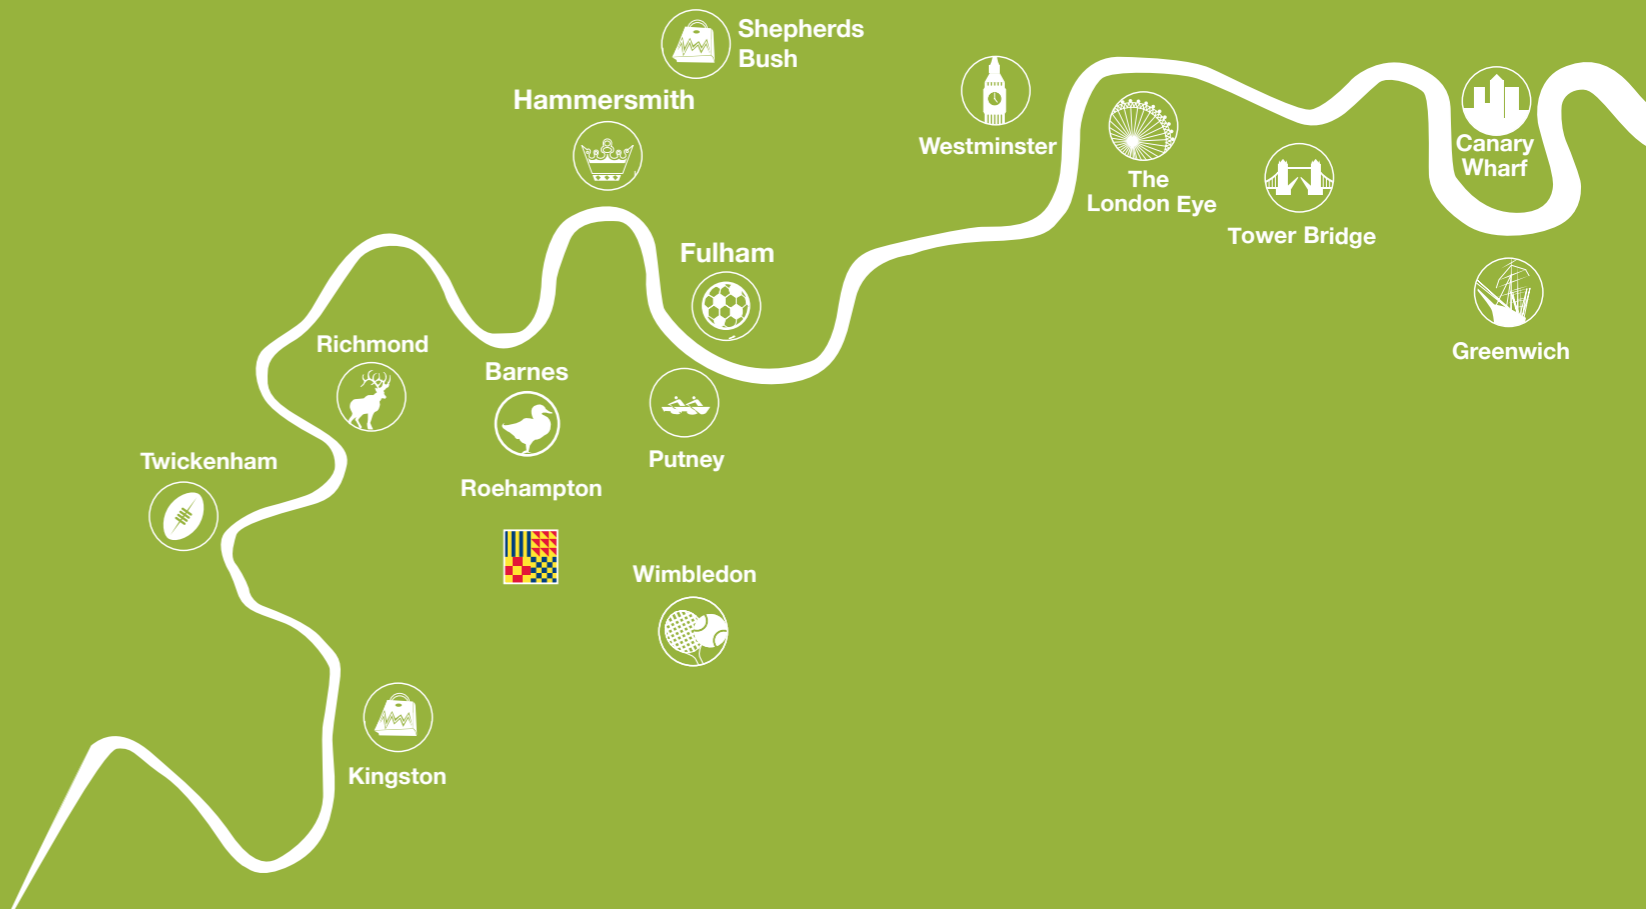 Shepherds
Bush
Hammersmith
Westminster
Canary
Wharf
The
London Eye
Tower Bridge
Fulham
Richmond
Greenwich
Barnes
Twickenham
Putney
Roehampton
Wimbledon
Kingston